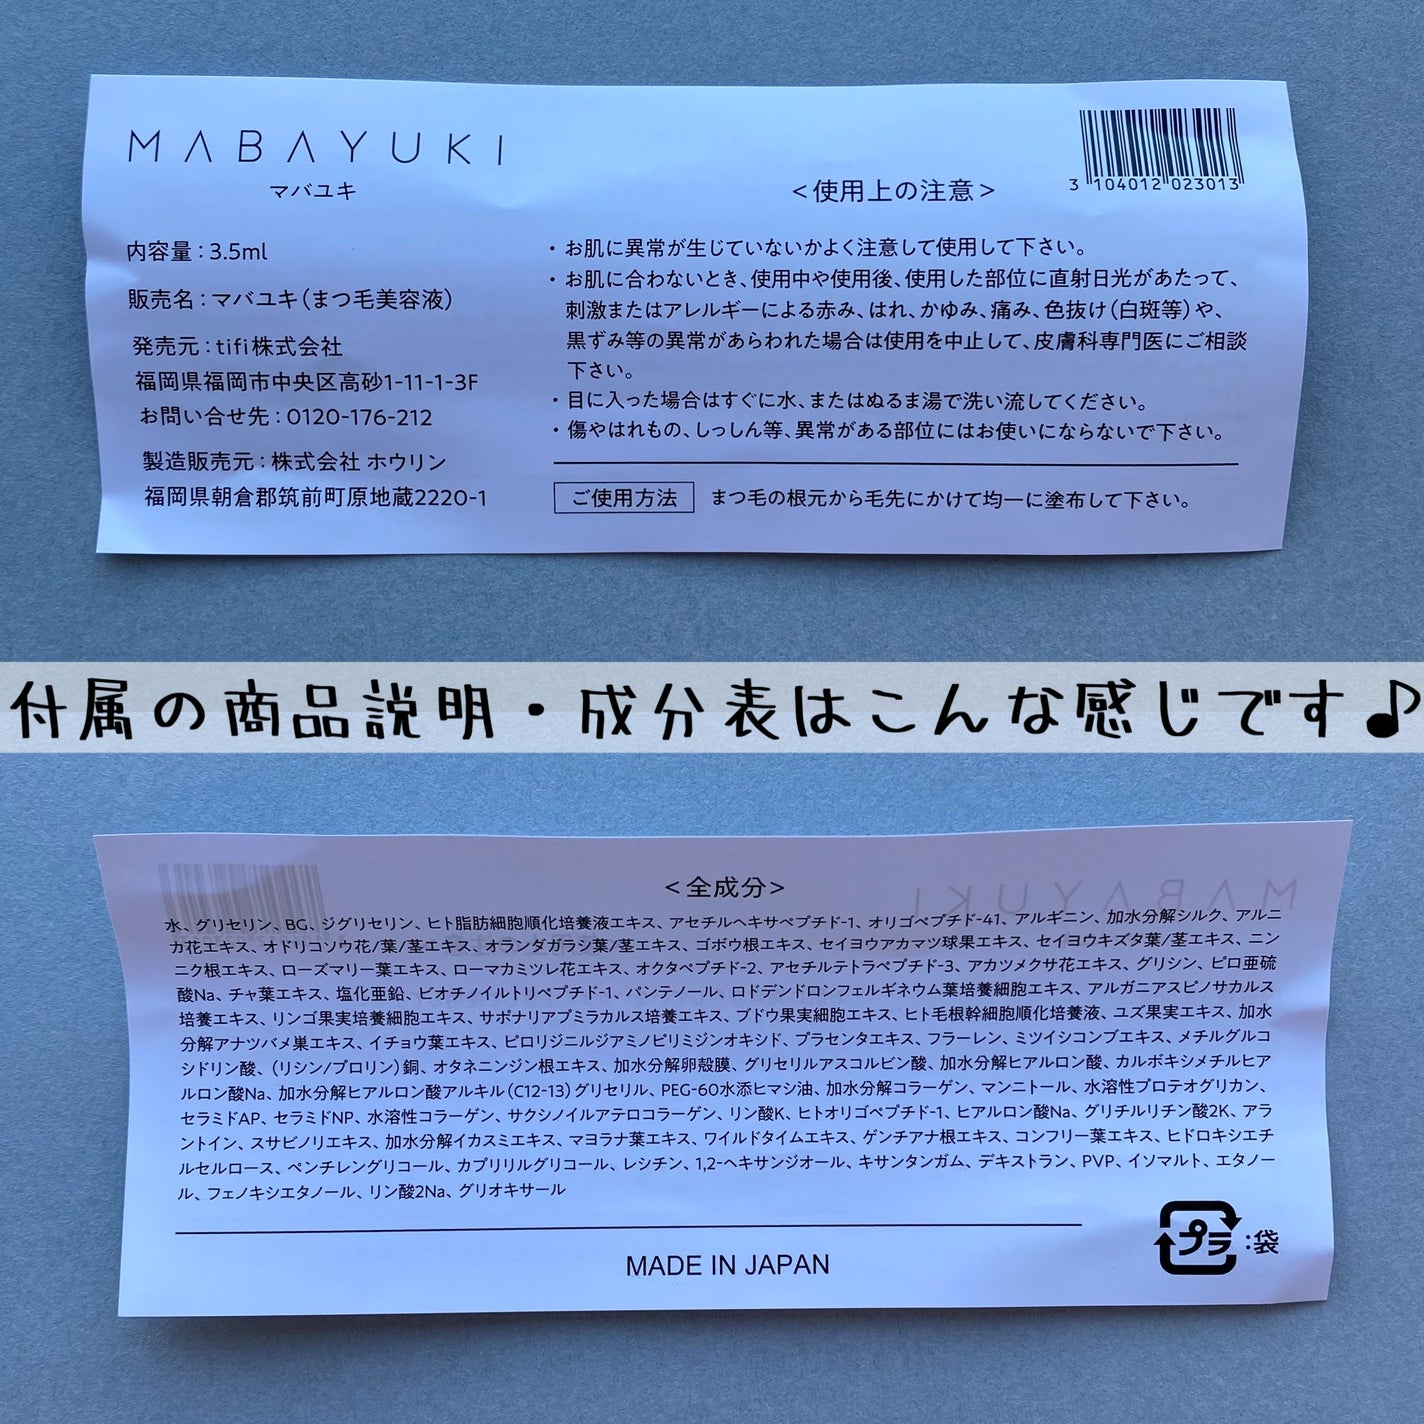 MABAYUKI
マバユキ
内容量：3.5ml
販売名：マバユキ（まつ毛美容液）
発売元：tifi株式会社
福岡県福岡市中央区高砂1-11-1-3F
お問い合せ先：0120-176-212
製造販売元：株式会社 ホウリン
福岡県朝倉郡筑前町原地蔵2220-1
3 104012 023013
＜使用上の注意＞
・お肌に異常が生じていないかよく注意して使用して下さい。
・お肌に合わないとき、使用中や使用後、使用した部位に直射日光があたって、
刺激またはアレルギーによる赤み、はれ、かゆみ、痛み、色抜け（白斑等）や、
黒ずみ等の異常があらわれた場合は使用を中止して、皮膚科専門医にご相談
下さい。
・目に入った場合はすぐに水、またはぬるま湯で洗い流してください。
・傷やはれもの、しっしん等、異常がある部位にはお使いにならないで下さい。
ご使用方法 まつ毛の根元から毛先にかけて均一に塗布して下さい。
付属の商品説明・成分表はこんな感じです♪
＜全成分＞
水、グリセリン、BG、ジグリセリン、ヒト脂肪細胞順化培養液エキス、アセチルヘキサペプチド-1、オリゴペプチド-41、アルギニン、加水分解シルク、アルニ
カ花エキス、オドリコソウ花/葉/茎エキス、オランダガラシ葉/茎エキス、ゴボウ根エキス、セイヨウアカマツ球果エキス、セイヨウキズタ葉/茎エキス、ニン
ニク根エキス、ローズマリー葉エキス、ローマカミツレ花エキス、オクタペプチド-2、アセチルテトラペプチド-3、アカツメクサ花エキス、グリシン、ピロ亜硫
酸Na、チャ葉エキス、塩化亜鉛、ビオチノイルトリペプチド-1、パンテノール、ロドデンドロンフェルギネウム葉培養細胞エキス、アルガニアスピノサカルス
培養エキス、リンゴ果実培養細胞エキス、サポナリアプミラカルス培養エキス、ブドウ果実細胞エキス、ヒト毛根幹細胞順化培養液、ユズ果実エキス、加水
分解アナツバメ巣エキス、イチョウ葉エキス、ピロリジニルジアミノピリミジンオキシド、プラセンタエキス、フラーレン、ミツイシコンブエキス、メチルグルコ
シドリン酸、（リシン/プロリン）銅、オタネニンジン根エキス、加水分解卵殻膜、グリセリルアスコルビン酸、加水分解ヒアルロン酸、カルボキシメチルヒア
ルロン酸Na、加水分解ヒアルロン酸アルキル（C12-13）グリセリル、PEG-60水添ヒマシ油、加水分解コラーゲン、マンニトール、水溶性プロテオグリカン、
セラミドAP、セラミドNP、水溶性コラーゲン、サクシノイルアテロコラーゲン、リン酸K、ヒトオリゴペプチド-1、ヒアルロン酸Na、グリチルリチン酸2K、アラ
ントイン、スサビノリエキス、加水分解イカスミエキス、マヨラナ葉エキス、ワイルドタイムエキス、ゲンチアナ根エキス、コンフリー葉エキス、ヒドロキシエチ
ルセルロース、ペンチレングリコール、カプリリルグリコール、レシチン、1,2-ヘキサンジオール、キサンタンガム、デキストラン、PVP、イソマルト、エタノー
ル、フェノキシエタノール、リン酸2Na、グリオキサール
MADE IN JAPAN
プラ：袋